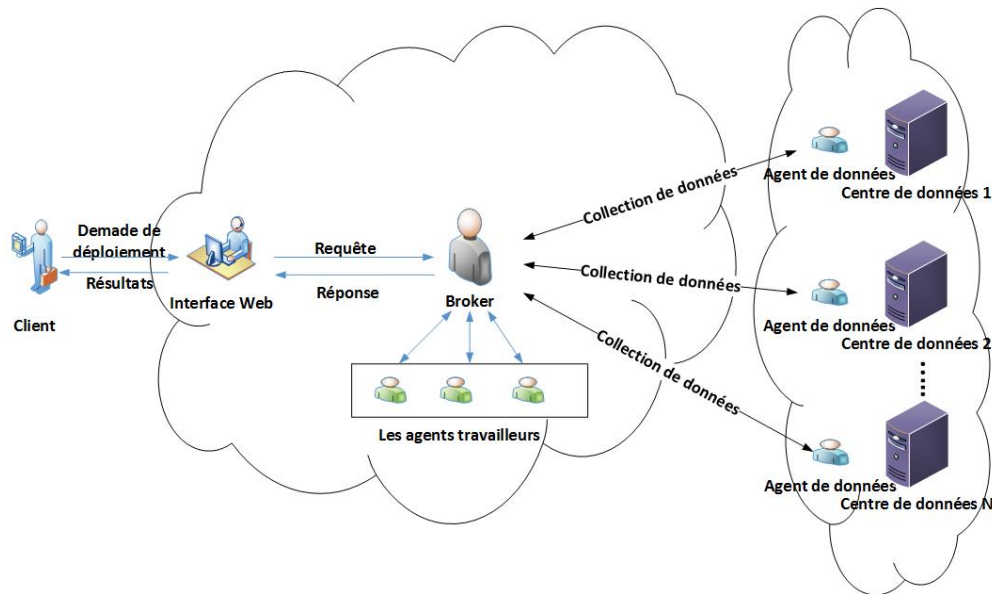 Demade de
déploiement
Résultats
Client
Interface Web
Requête
Réponse
Broker
Les agents travailleurs
Collection de données
Collection de données
Collection de données
Agent de données
Centre de données 1
Agent de données
Centre de données 2
Agent de données
Centre de données N